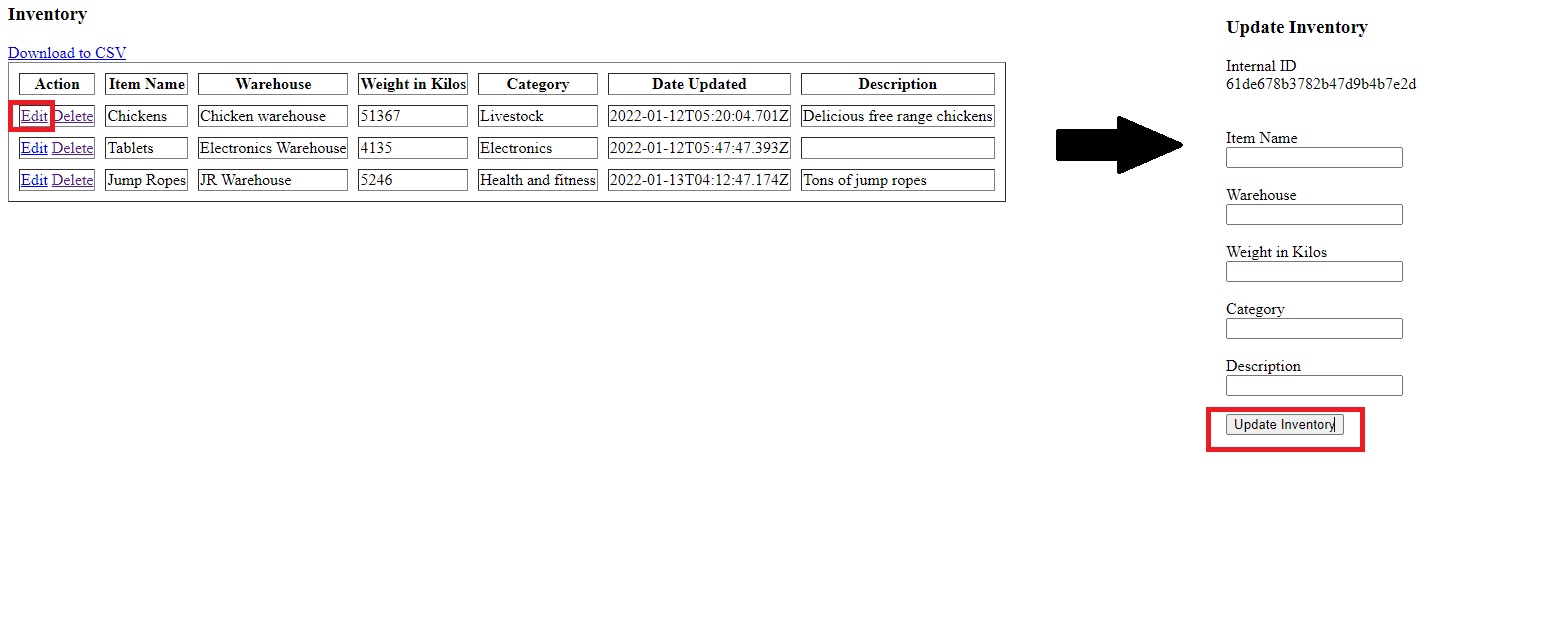 Inventory
Download to CSV
Action Item Name Warehouse Weight in Kilos Category Date Updated Description
Edit Delete Chickens Chicken warehouse 51367 Livestock 2022-01-12T05:20:04.701Z Delicious free range chickens
Edit Delete Tablets Electronics Warehouse 4135 Electronics 2022-01-12T05:47:47.393Z
Edit Delete Jump Ropes JR Warehouse 5246 Health and fitness 2022-01-13T04:12:47.174Z Tons of jump ropes
Update Inventory
Internal ID
61de678b3782b47d9b4b7e2d
Item Name
Warehouse
Weight in Kilos
Category
Description
Update Inventory